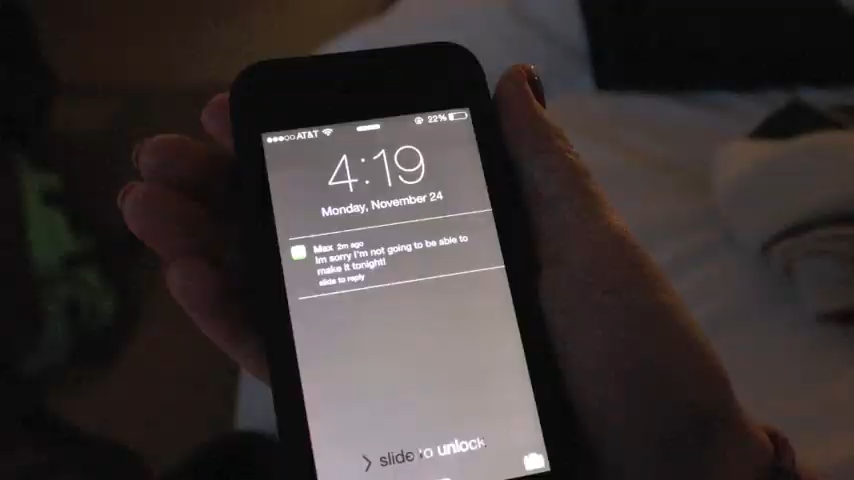 AT&T 22%
4:19
Monday, November 24
Max 2m ago
Im sorry I'm not going to be able to
make it tonight!
slide to reply
slide to unlock